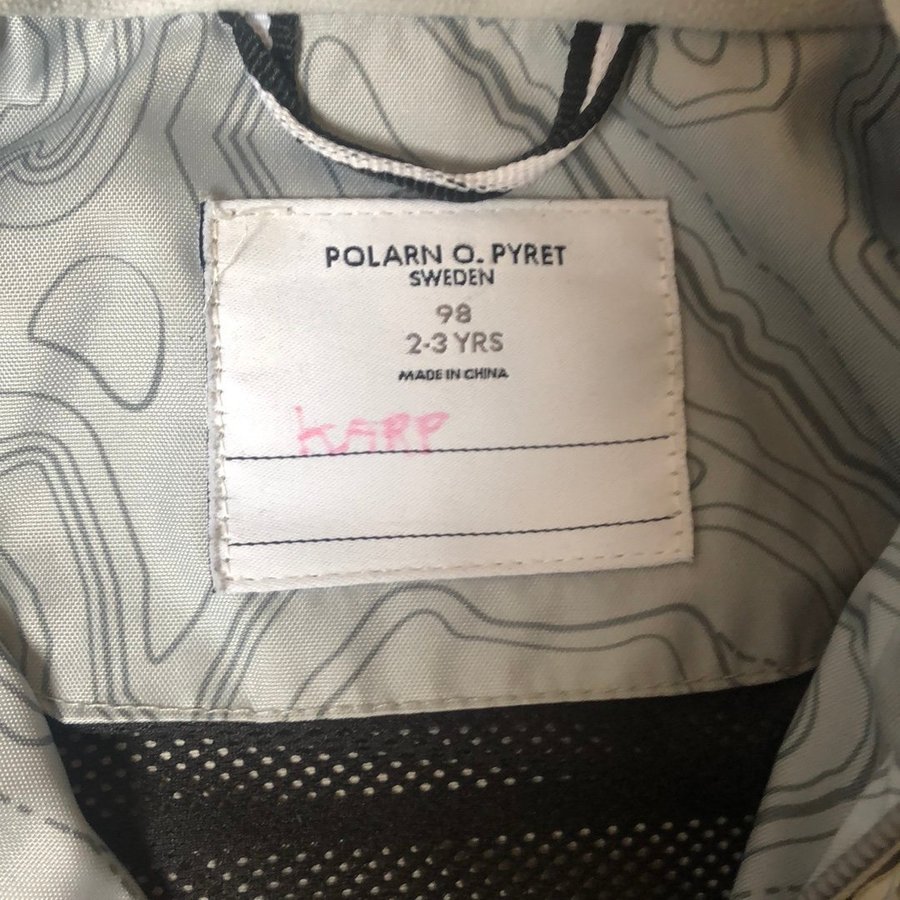 POLARN O. PYRET
SWEDEN
98
2-3 YRS
MADE IN CHINA
KARP